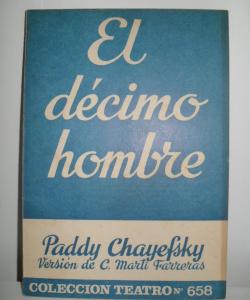 El
décimo
hombre
Paddy Chayefsky
Versión de C. Martí Farreras
COLECCION TEATRO Nº 658